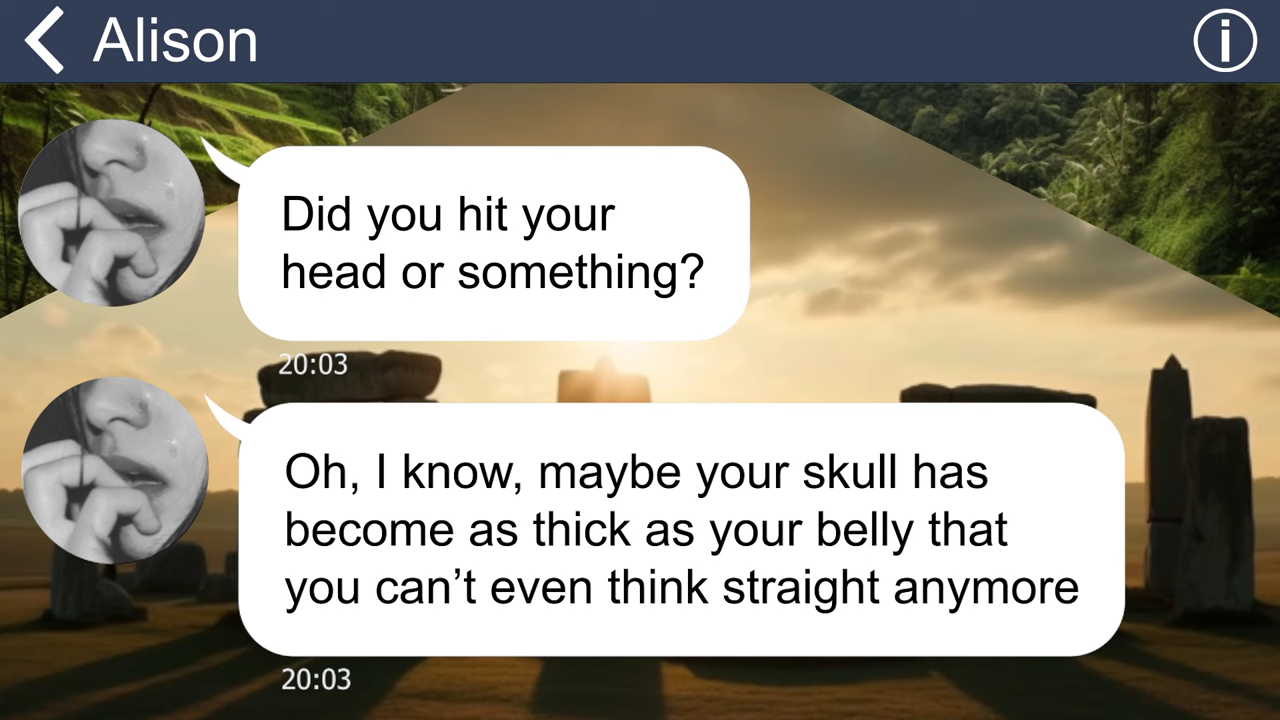 Alison
Did you hit your
head or something?
20:03
Oh, I know, maybe your skull has
become as thick as your belly that
you can’t even think straight anymore
20:03